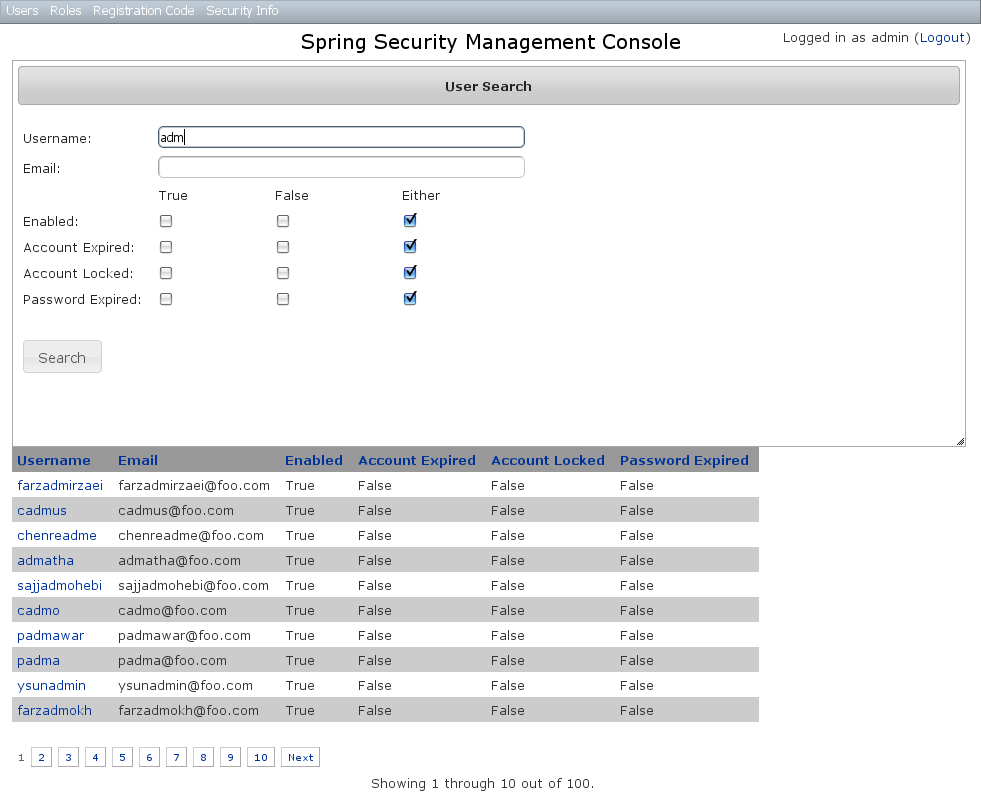 Users Roles Registration Code Security Info
Spring Security Management Console
Logged in as admin (Logout)
User Search
Username: adm
Email:
True False Either
Enabled:
Account Expired:
Account Locked:
Password Expired:
Search
Username Email Enabled Account Expired Account Locked Password Expired
farzadmirzaei farzadmirzaei@foo.com True False False False
cadmus cadmus@foo.com True False False False
chenreadme chenreadme@foo.com True False False False
admatha admatha@foo.com True False False False
sajjadmohebi sajjadmohebi@foo.com True False False False
cadmo cadmo@foo.com True False False False
padmawar padmawar@foo.com True False False False
padma padma@foo.com True False False False
ysunadmin ysunadmin@foo.com True False False False
farzadmokh farzadmokh@foo.com True False False False
1 2 3 4 5 6 7 8 9 10 Next
Showing 1 through 10 out of 100.